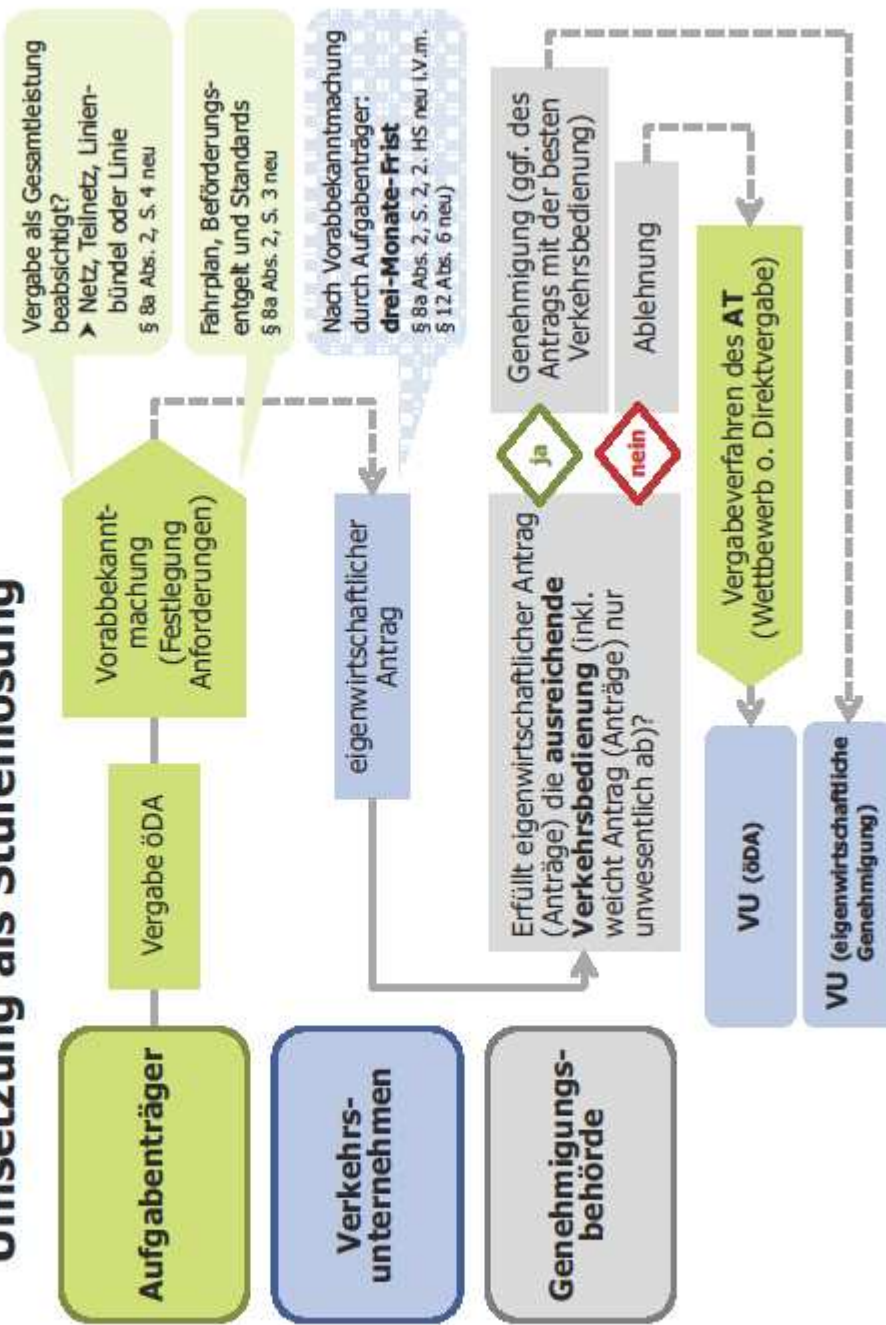 Umsetzung als Stufenlösung
Aufgabenträger
Vergabe öDA
Vorabbekannt-
machung
(Festlegung
Anforderungen)
Vergabe als Gesamtleistung
beabsichtigt?
➤ Netz, Teilnetz, Linien-
bündel oder Linie
§ 8a Abs. 2, S. 4 neu
Fahrplan, Beförderungs-
entgelt und Standards
§ 8a Abs. 2, S. 3 neu
Verkehrs-
unternehmen
eigenwirtschaftlicher
Antrag
Nach Vorabbekanntmachung
durch Aufgabenträger:
drei-Monate-Frist
§ 8a Abs. 2, S. 2, 2. HS neu i.V.m.
§ 12 Abs. 6 neu)
Genehmigungs-
behörde
Erfüllt eigenwirtschaftlicher Antrag
(Anträge) die ausreichende
Verkehrsbedienung (inkl.
weicht Antrag (Anträge) nur
unwesentlich ab)?
ja
Genehmigung (ggf. des
Antrags mit der besten
Verkehrsbedienung)
nein
Ablehnung
VU (öDA)
Vergabeverfahren des AT
(Wettbewerb o. Direktvergabe)
VU (eigenwirtschaftliche
Genehmigung)